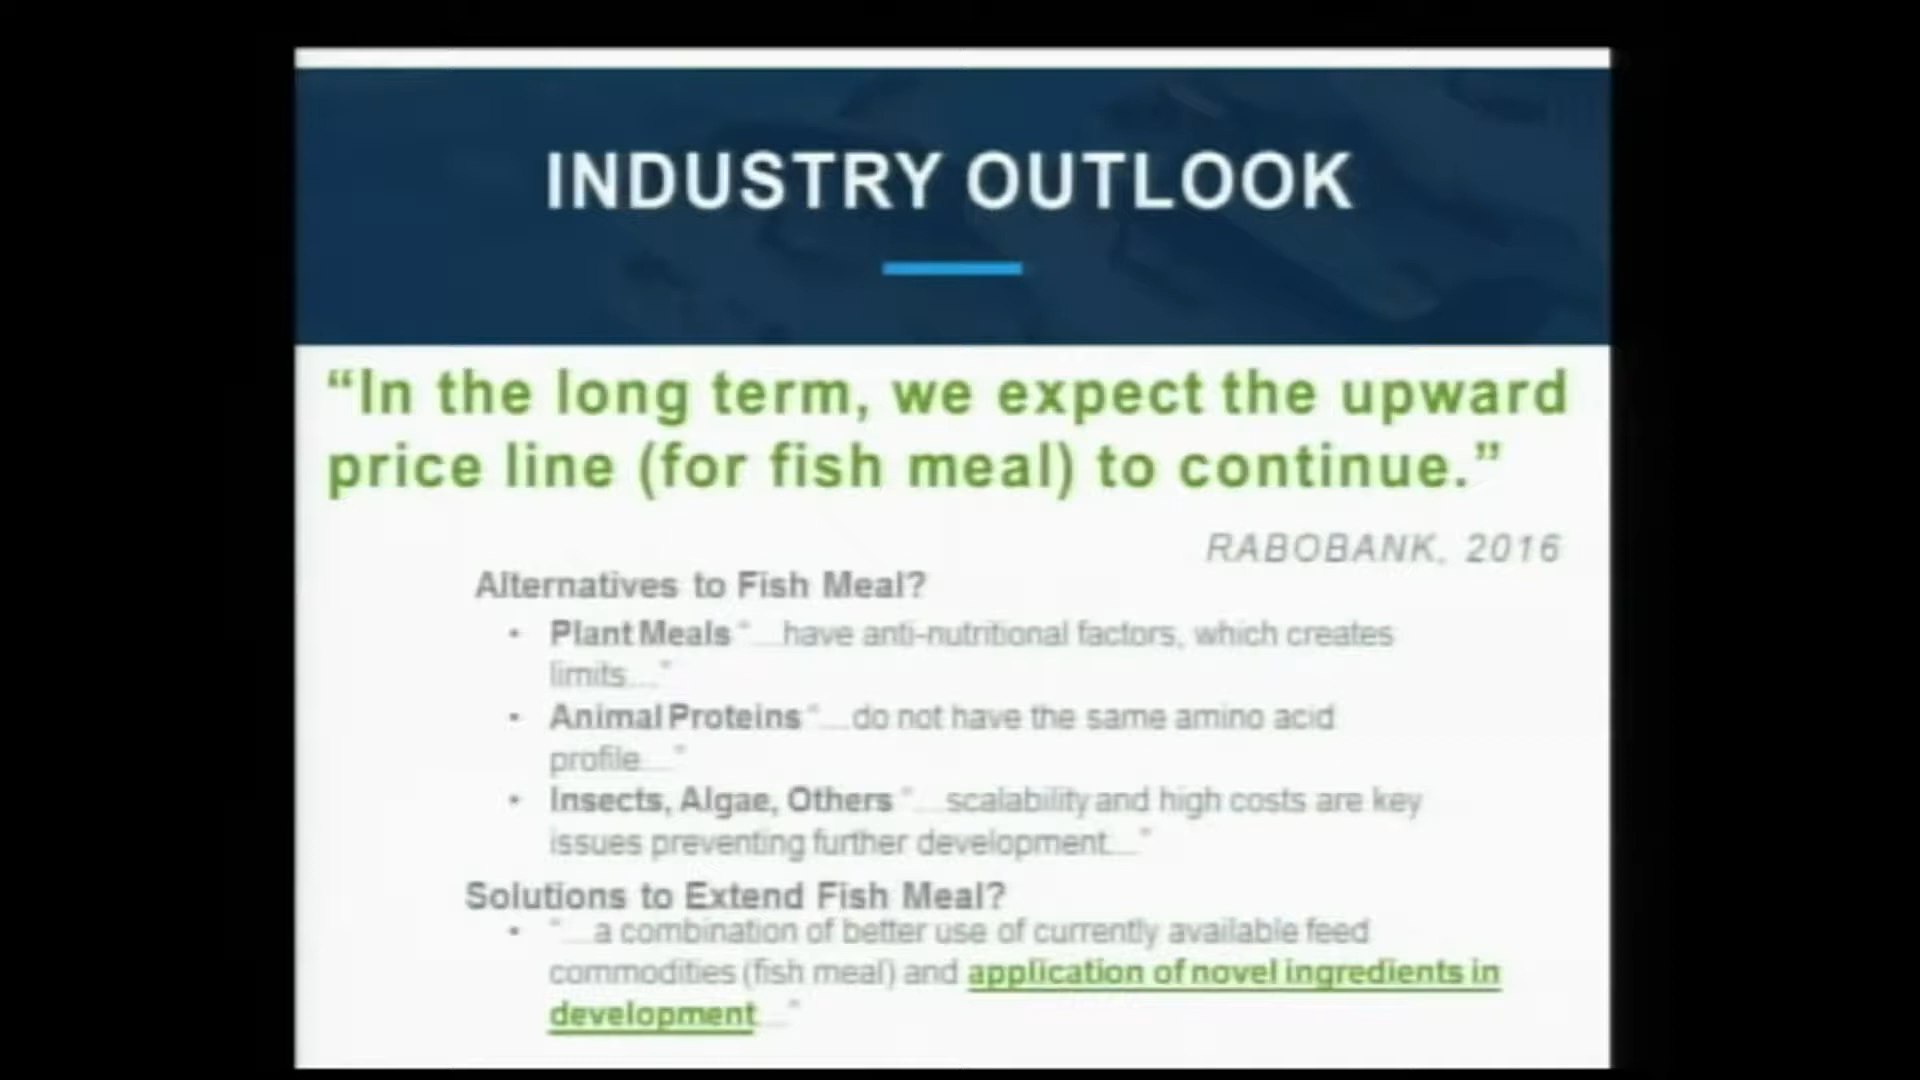 INDUSTRY OUTLOOK
“In the long term, we expect the upward
price line (for fish meal) to continue.”
RABOBANK, 2016
Alternatives to Fish Meal?
• Plant Meals “…have anti-nutritional factors, which creates
limits…”
• Animal Proteins “…do not have the same amino acid
profile…”
• Insects, Algae, Others “…scalability and high costs are key
issues preventing further development…”
Solutions to Extend Fish Meal?
• “…a combination of better use of currently available feed
commodities (fish meal) and application of novel ingredients in
development…”